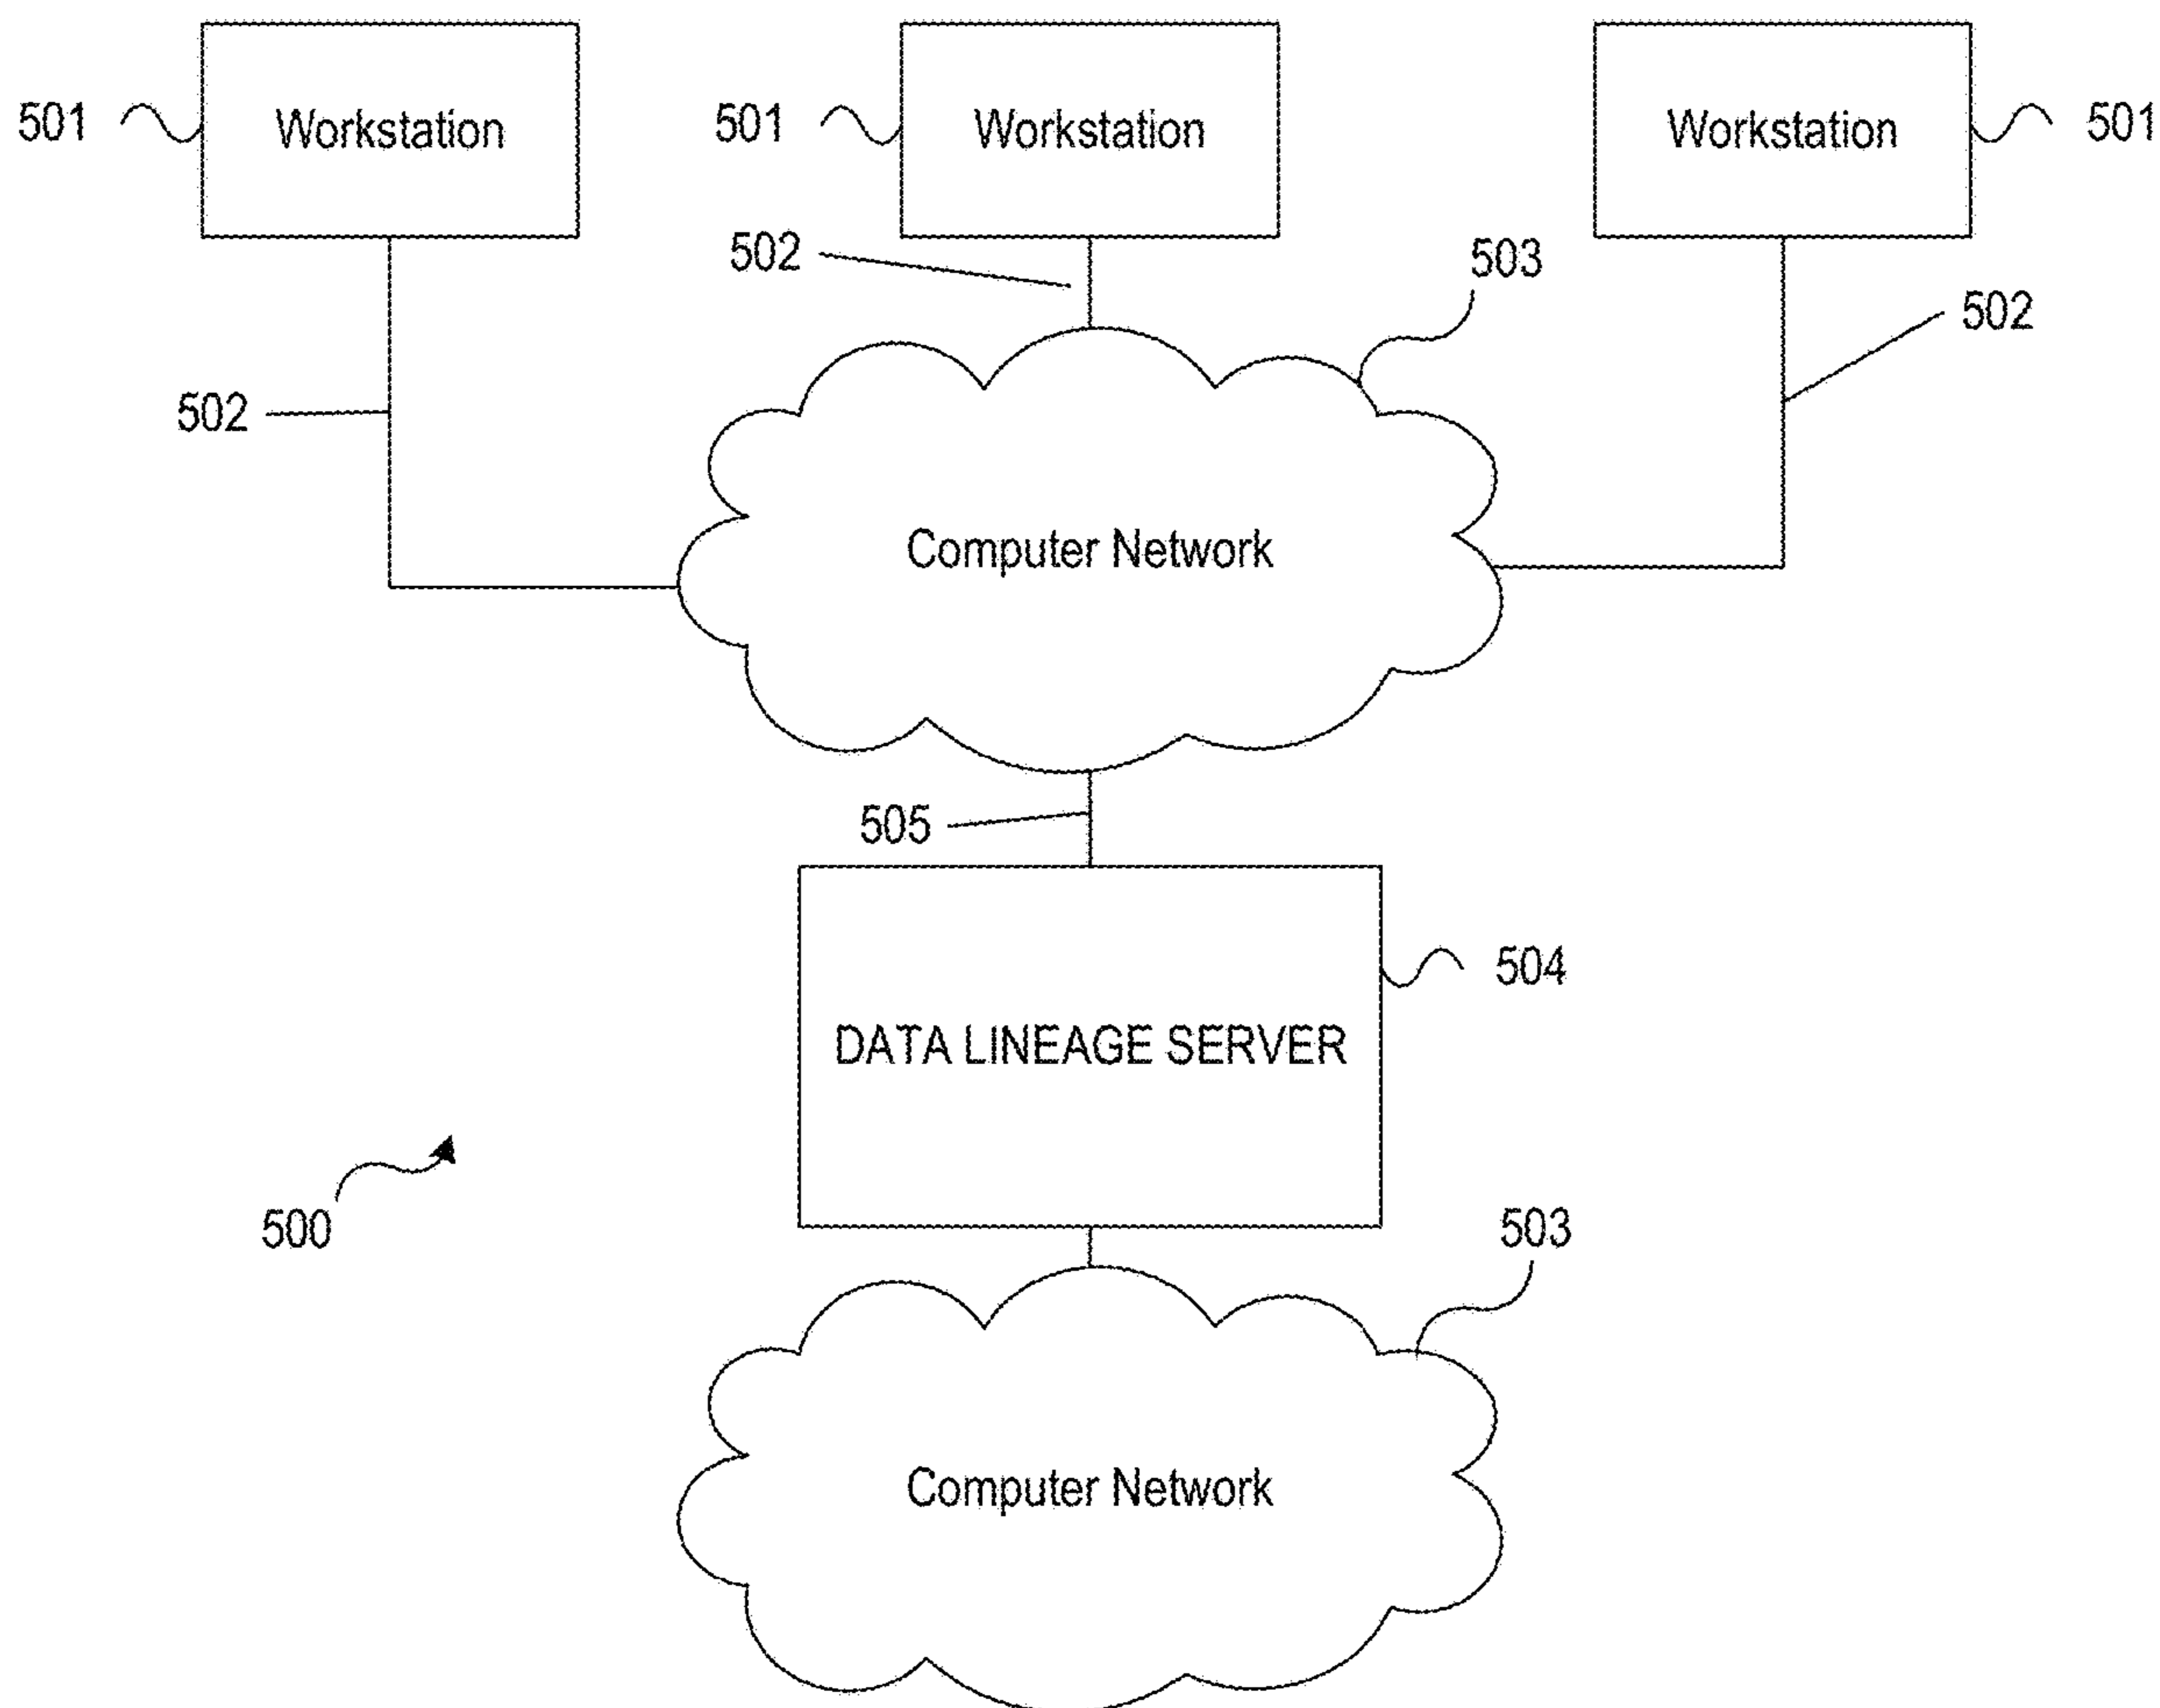 501
Workstation
501
Workstation
Workstation
501
502
503
502
502
Computer Network
505
504
DATA LINEAGE SERVER
500
503
Computer Network